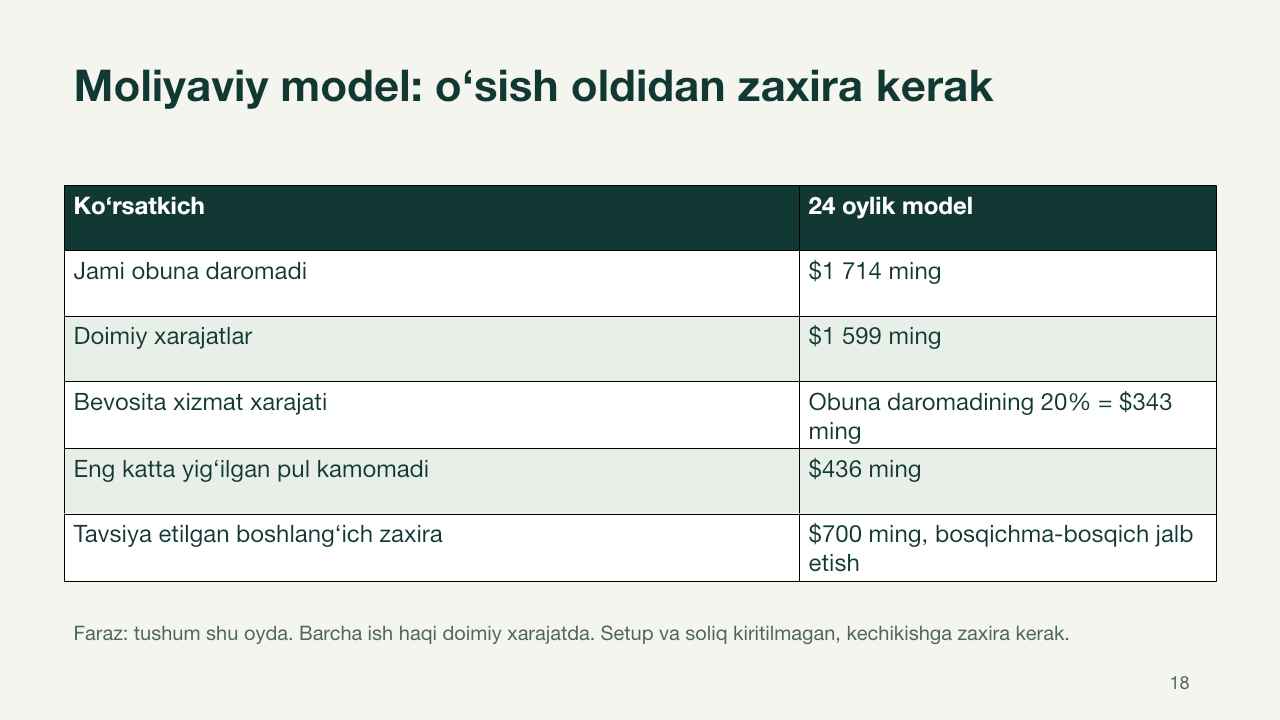 Moliyaviy model: o‘sish oldidan zaxira kerak
Ko‘rsatkich
24 oylik model
Jami obuna daromadi
$1 714 ming
Doimiy xarajatlar
$1 599 ming
Bevosita xizmat xarajati
Obuna daromadining 20% = $343
ming
Eng katta yig‘ilgan pul kamomadi
$436 ming
Tavsiya etilgan boshlang‘ich zaxira
$700 ming, bosqichma-bosqich jalb
etish
Faraz: tushum shu oyda. Barcha ish haqi doimiy xarajatda. Setup va soliq kiritilmagan, kechikishga zaxira kerak.
18